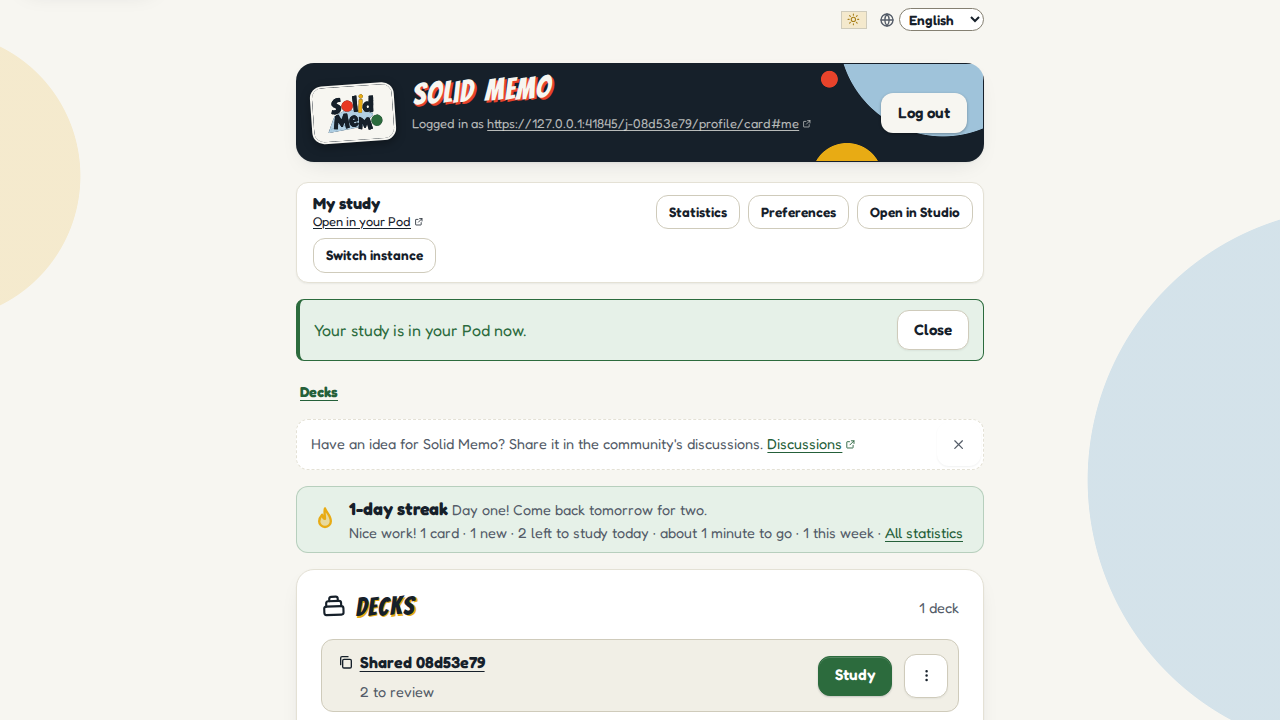 English
Solid Memo
SOLID MEMO
Logged in as https://127.0.0.1:41845/j-08d53e79/profile/card#me
Log out
My study
Open in your Pod
Statistics
Preferences
Open in Studio
Switch instance
Your study is in your Pod now.
Close
Decks
Have an idea for Solid Memo? Share it in the community's discussions. Discussions
1-day streak Day one! Come back tomorrow for two.
Nice work! 1 card · 1 new · 2 left to study today · about 1 minute to go · 1 this week · All statistics
DECKS
1 deck
Shared 08d53e79
2 to review
Study